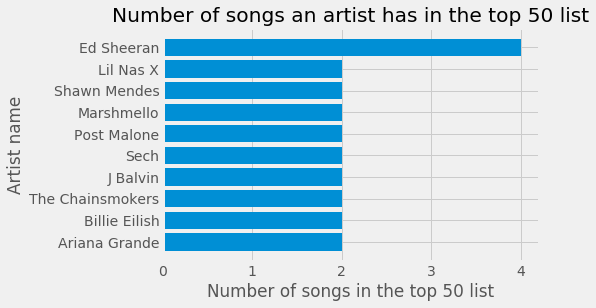 Number of songs an artist has in the top 50 list
Artist name
Ed Sheeran
Lil Nas X
Shawn Mendes
Marshmello
Post Malone
Sech
J Balvin
The Chainsmokers
Billie Eilish
Ariana Grande
0 1 2 3 4
Number of songs in the top 50 list